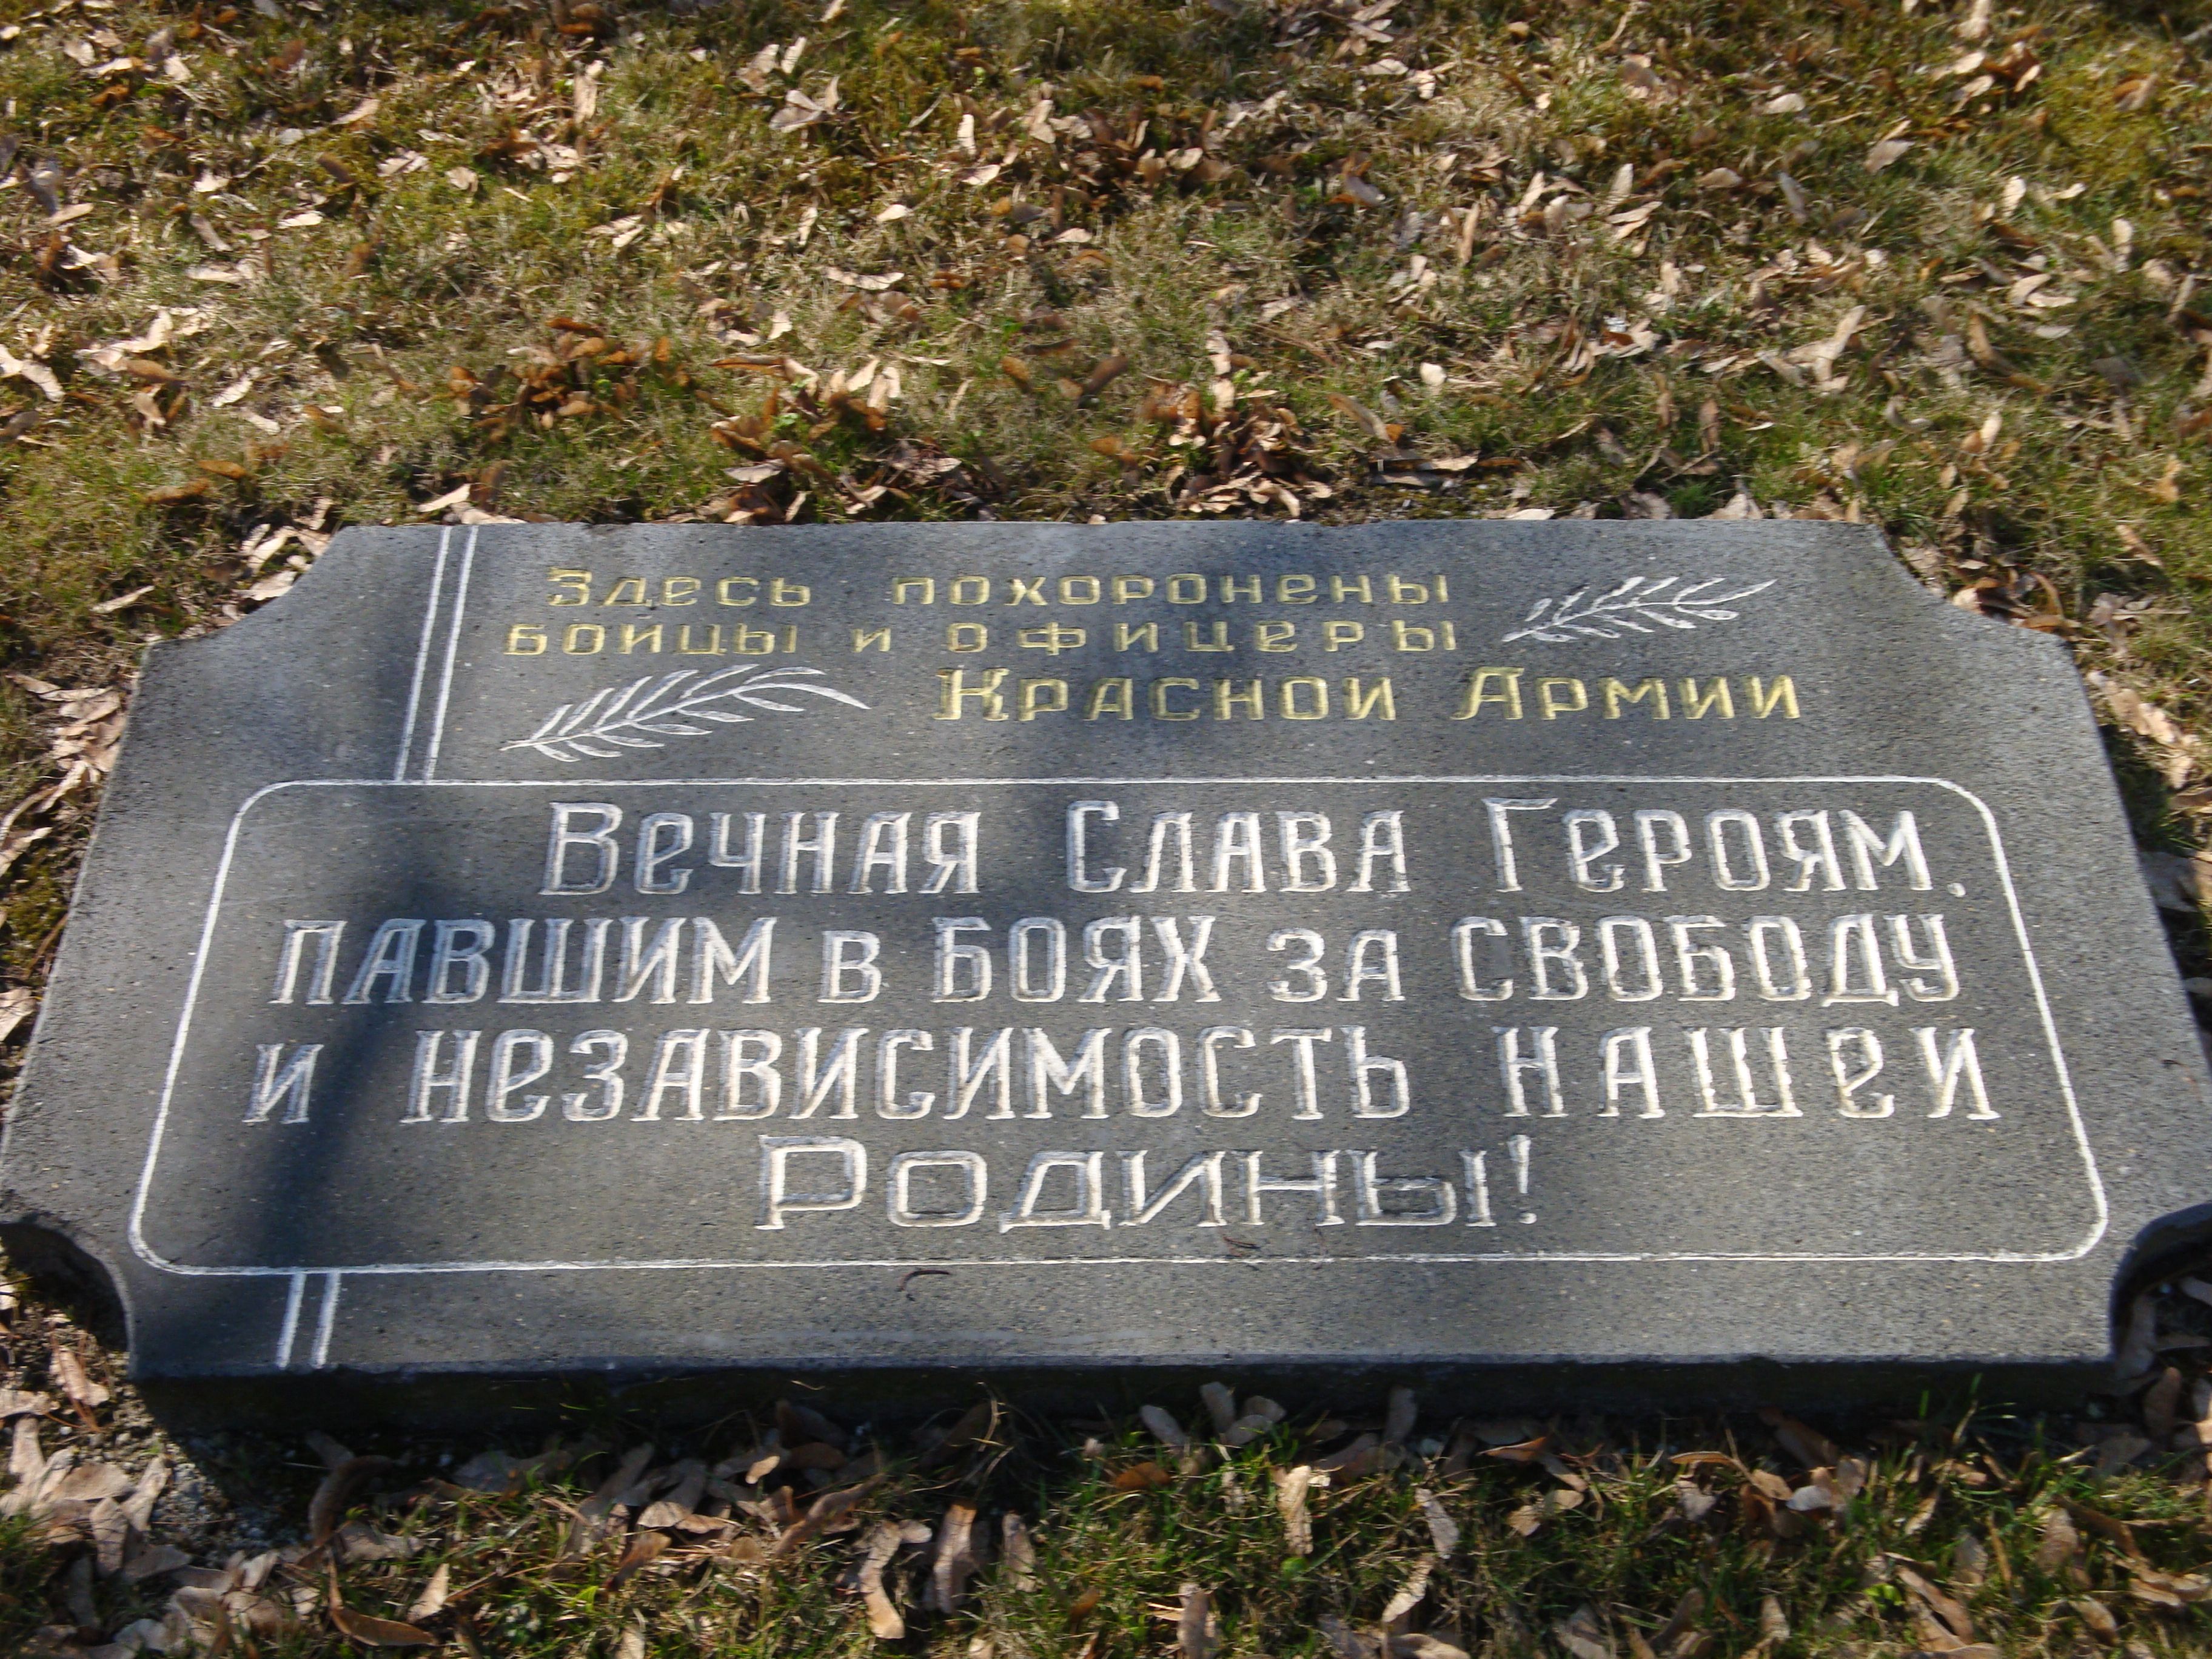 Здесь похоронены
бойцы и офицеры
Красной Армии
Вечная Слава Героям,
павшим в боях за свободу
и независимость нашей
Родины!